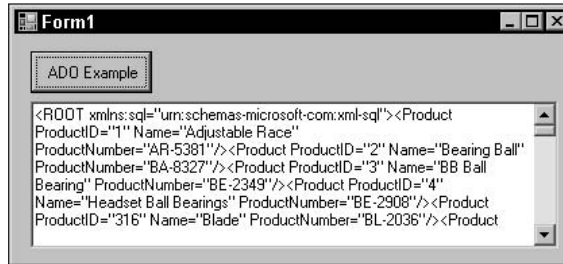 Form1
ADO Example
<ROOT xmlns:sql="urn:schemas-microsoft-com:xml-sql"><Product
ProductID="1" Name="Adjustable Race"
ProductNumber="AR-5381"/><Product ProductID="2" Name="Bearing Ball"
ProductNumber="BA-8327"/><Product ProductID="3" Name="BB Ball
Bearing" ProductNumber="BE-2349"/><Product ProductID="4"
Name="Headset Ball Bearings" ProductNumber="BE-2908"/><Product
ProductID="316" Name="Blade" ProductNumber="BL-2036"/><Product